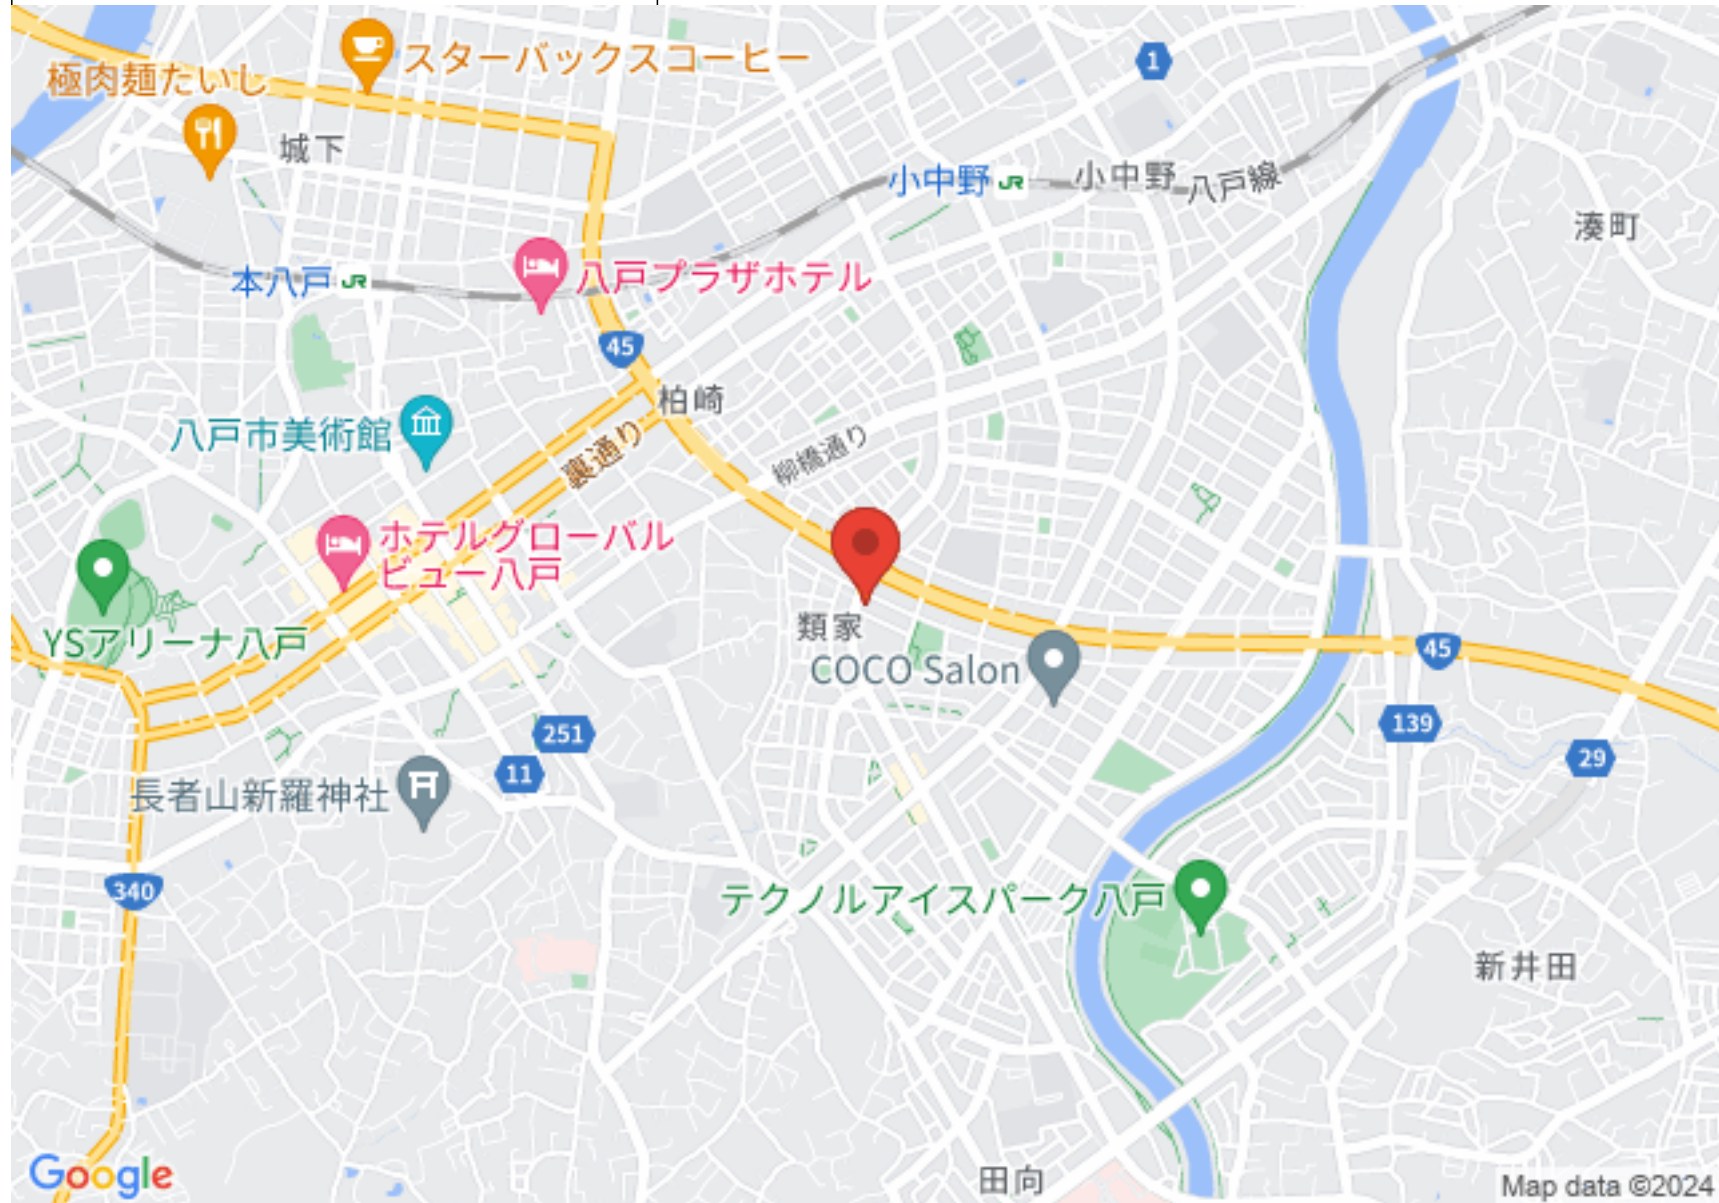 スターバックスコーヒー
1
極肉麺たいし
城下
小中野
小中野
八戸線
湊町
本八戸
八戸プラザホテル
45
柏崎
八戸市美術館
裏通り
柳橋通り
ホテルグローバル
ビュー八戸
類家
YSアリーナ八戸
COCO Salon
45
251
139
11
29
長者山新羅神社
340
テクノルアイスパーク八戸
新井田
田向
Google
Map data ©2024
JR
JR